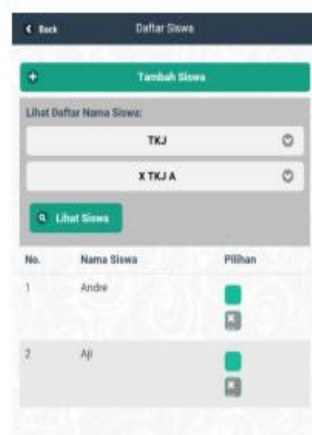 Back Daftar Siswa
Tambah Siswa
Lihat Daftar Nama Siswa:
TKJ
X TKJ A
Lihat Siswa
No. Nama Siswa Pilihan
1 Andre
2 Aji